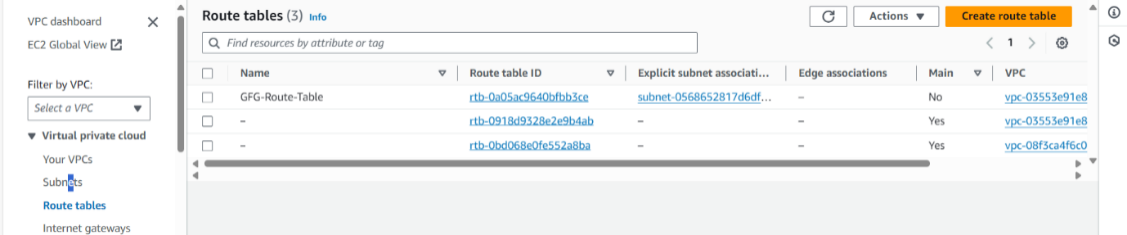 VPC dashboard
EC2 Global View
Filter by VPC:
Select a VPC
Virtual private cloud
Your VPCs
Subnets
Route tables
Internet gateways
Route tables (3) Info
Actions
Create route table
Find resources by attribute or tag
1
Name Route table ID Explicit subnet associati... Edge associations Main VPC
GFG-Route-Table rtb-0a05ac9640bfbb3ce subnet-0568652817d6df... – No vpc-03553e91e8
– rtb-0918d9328e2e9b4ab – – Yes vpc-03553e91e8
– rtb-0bd068e0fe552a8ba – – Yes vpc-08f3ca4f6c0